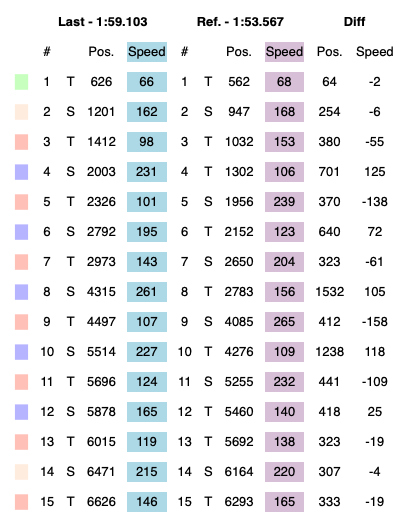 Last - 1:59.103 Ref. - 1:53.567 Diff
# Pos. Speed # Pos. Speed Pos. Speed
1 T 626 66 1 T 562 68 64 -2
2 S 1201 162 2 S 947 168 254 -6
3 T 1412 98 3 T 1032 153 380 -55
4 S 2003 231 4 T 1302 106 701 125
5 T 2326 101 5 S 1956 239 370 -138
6 S 2792 195 6 T 2152 123 640 72
7 T 2973 143 7 S 2650 204 323 -61
8 S 4315 261 8 T 2783 156 1532 105
9 T 4497 107 9 S 4085 265 412 -158
10 S 5514 227 10 T 4276 109 1238 118
11 T 5696 124 11 S 5255 232 441 -109
12 S 5878 165 12 T 5460 140 418 25
13 T 6015 119 13 T 5692 138 323 -19
14 S 6471 215 14 S 6164 220 307 -4
15 T 6626 146 15 T 6293 165 333 -19